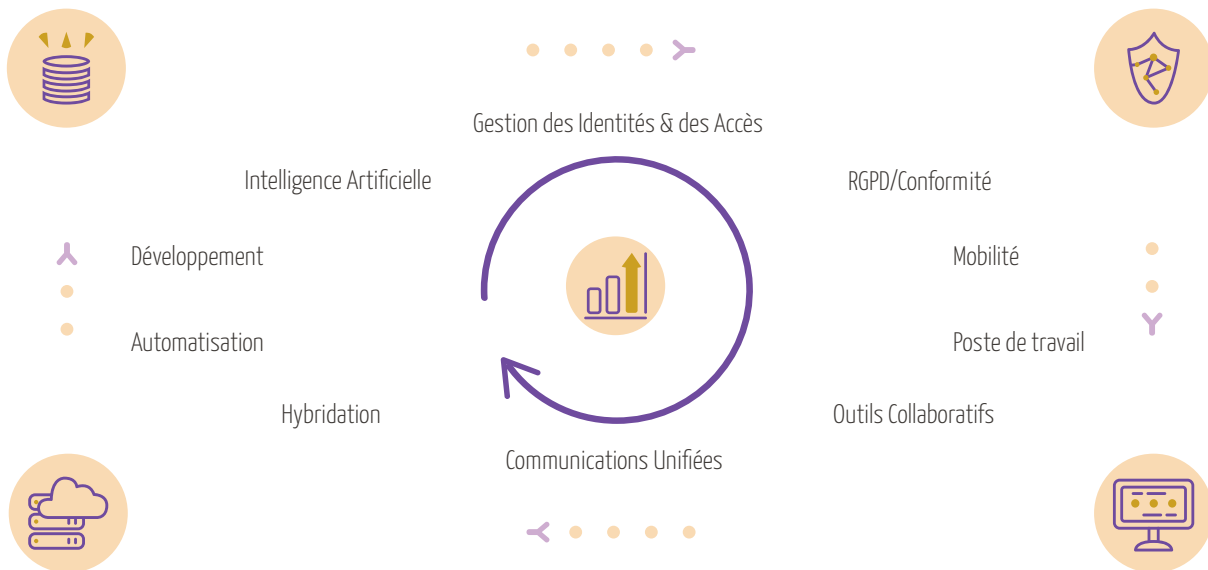 Gestion des Identités & des Accès
Intelligence Artificielle
RGPD/Conformité
Développement
Mobilité
Automatisation
Poste de travail
Hybridation
Outils Collaboratifs
Communications Unifiées